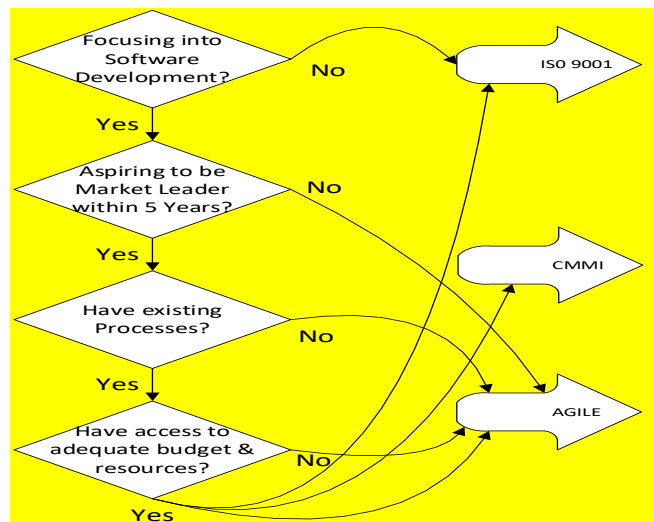 Focusing into
Software
Development?
No
IS0 9001
Yes
Aspiring to be
Market Leader
within 5 Years?
No
Yes
CMMI
Have existing
Processes?
No
Yes
AGILE
Have access to
adequate budget &
resources?
No
Yes